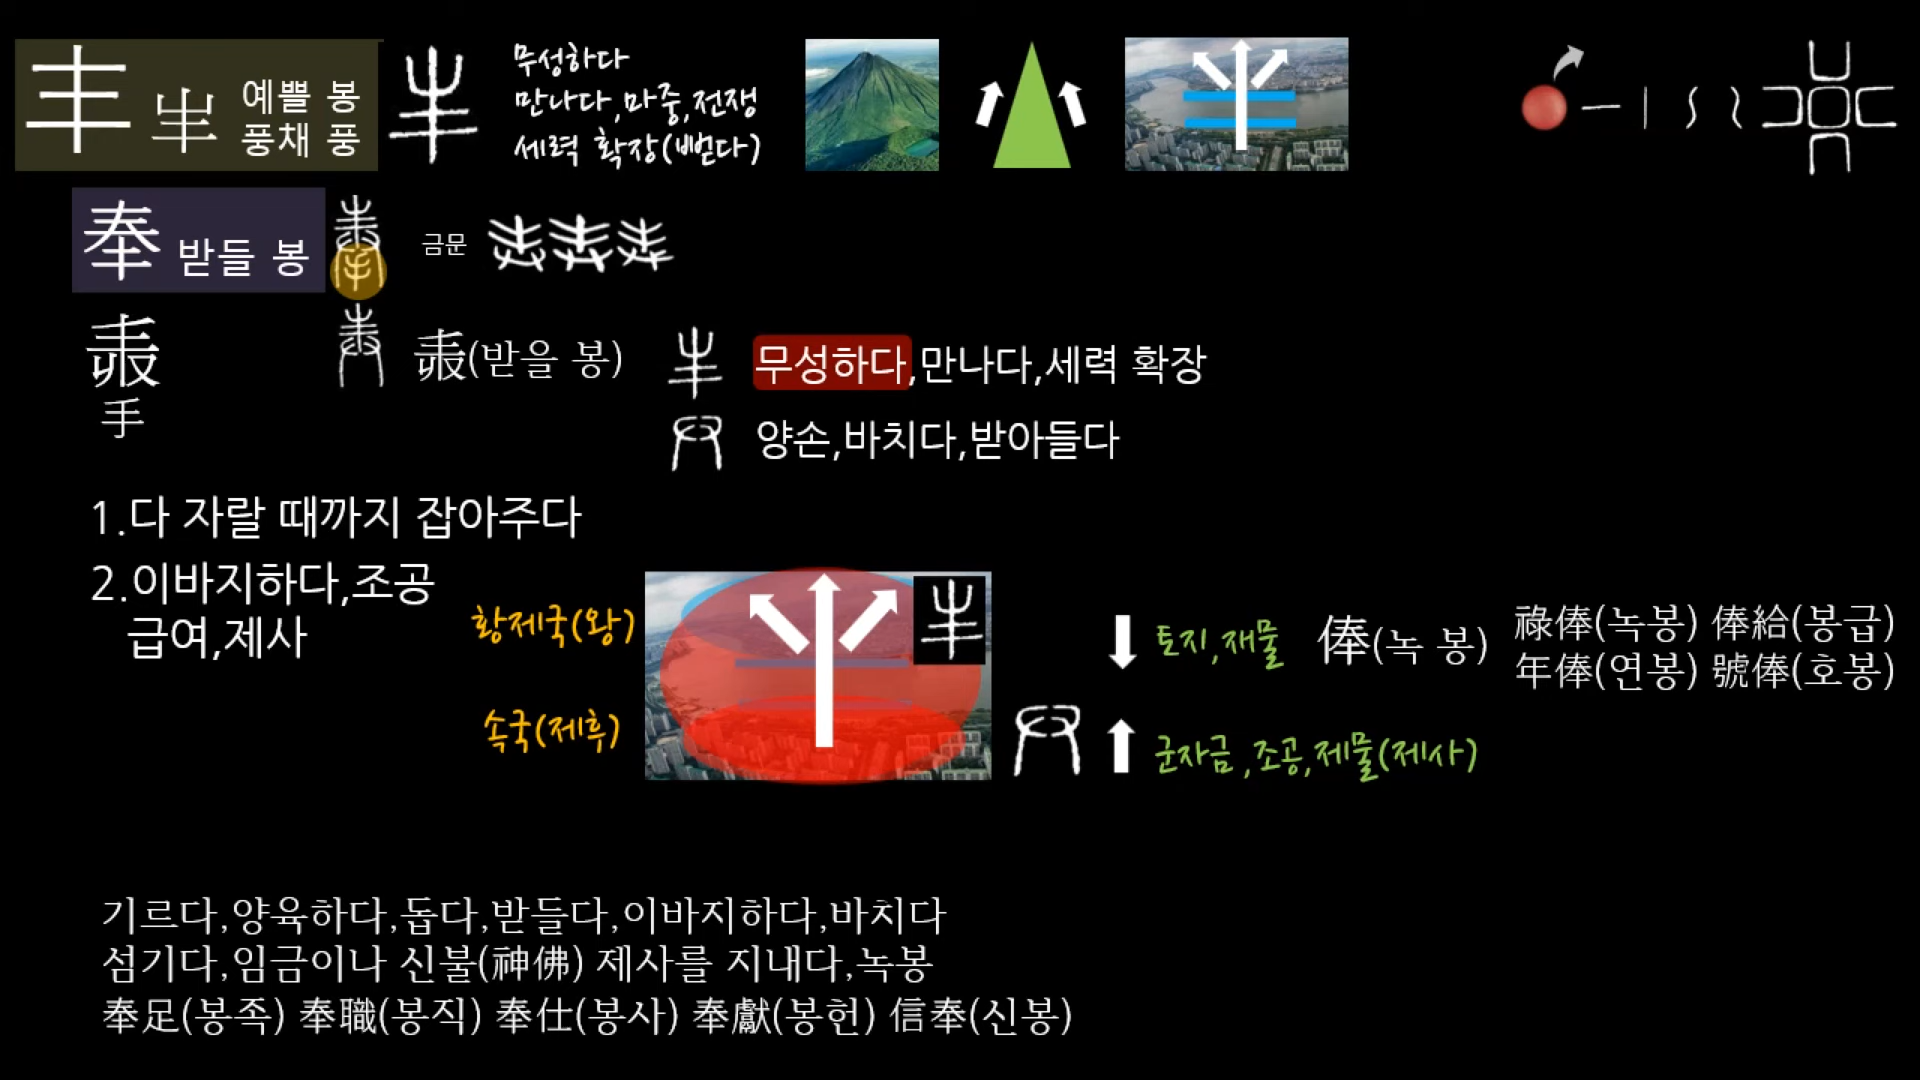 丰 예쁠 봉
풍채 풍
무성하다
만나다,마중,전쟁
세력 확장(뻗다)
奉 받들 봉
금문
手
(받을 봉)
무성하다,만나다,세력 확장
양손,바치다,받아들다
1.다 자랄 때까지 잡아주다
2.이바지하다,조공
급여,제사
황제국(왕)
속국(제후)
토지,재물
俸(녹 봉)
祿俸(녹봉) 俸給(봉급)
年俸(연봉) 號俸(호봉)
군자금,조공,제물(제사)
기르다,양육하다,돕다,받들다,이바지하다,바치다
섬기다,임금이나 신불(神佛) 제사를 지내다,녹봉
奉足(봉족) 奉職(봉직) 奉仕(봉사) 奉獻(봉헌) 信奉(신봉)